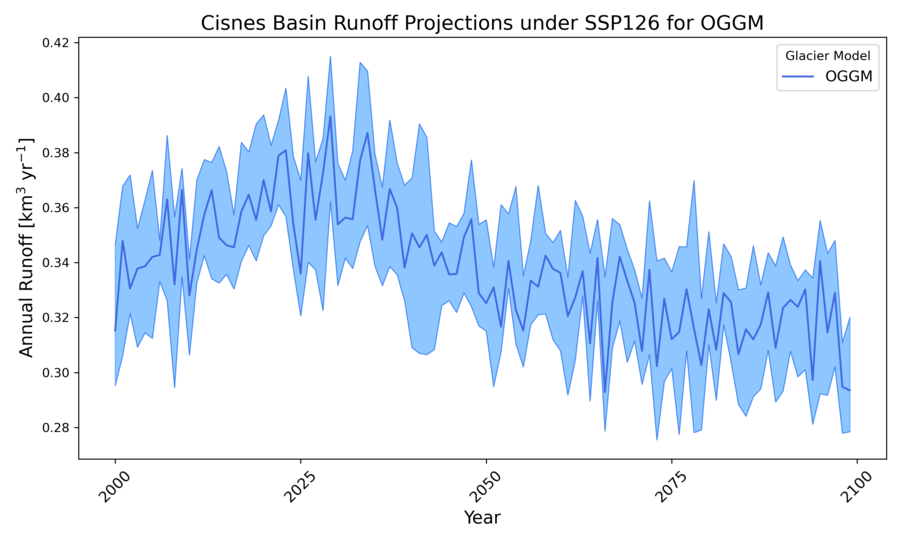 Cisnes Basin Runoff Projections under SSP126 for OGGM
Glacier Model
OGGM
Annual Runoff [km³ yr⁻¹]
0.42
0.40
0.38
0.36
0.34
0.32
0.30
0.28
2000
2025
2050
2075
2100
Year